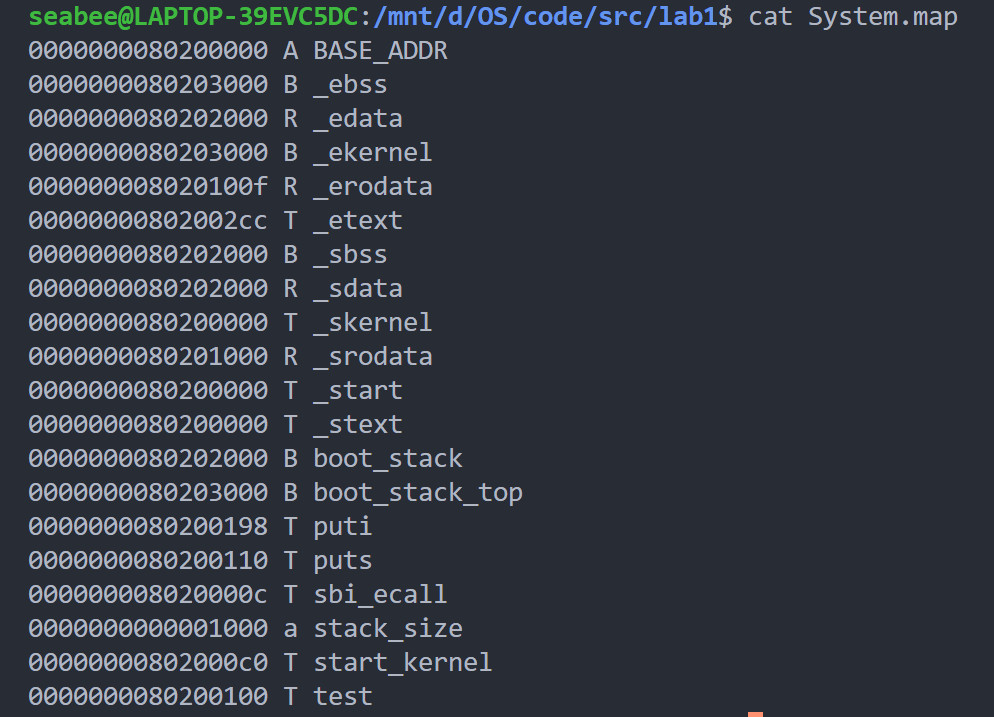 seabee@LAPTOP-39EVC5DC:/mnt/d/OS/code/src/lab1$ cat System.map
0000000080200000 A BASE_ADDR
0000000080203000 B _ebss
0000000080202000 R _edata
0000000080203000 B _ekernel
000000008020100f R _erodata
00000000802002cc T _etext
0000000080202000 B _sbss
0000000080202000 R _sdata
0000000080200000 T _skernel
0000000080201000 R _srodata
0000000080200000 T _start
0000000080200000 T _stext
0000000080202000 B boot_stack
0000000080203000 B boot_stack_top
0000000080200198 T puti
0000000080200110 T puts
000000008020000c T sbi_ecall
0000000000001000 a stack_size
00000000802000c0 T start_kernel
0000000080200100 T test